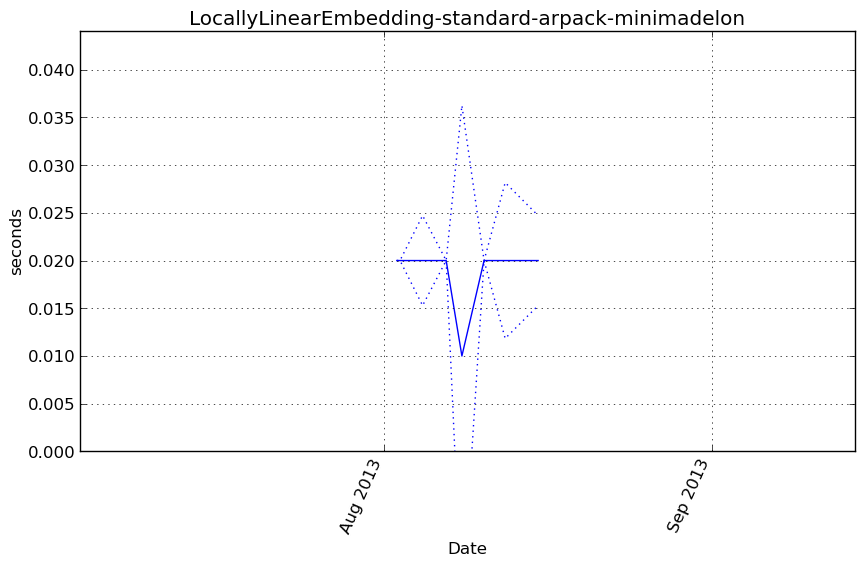 LocallyLinearEmbedding-standard-arpack-minimadelon
0.040
0.035
0.030
0.025
0.020
0.015
0.010
0.005
0.000
seconds
Aug 2013
Sep 2013
Date